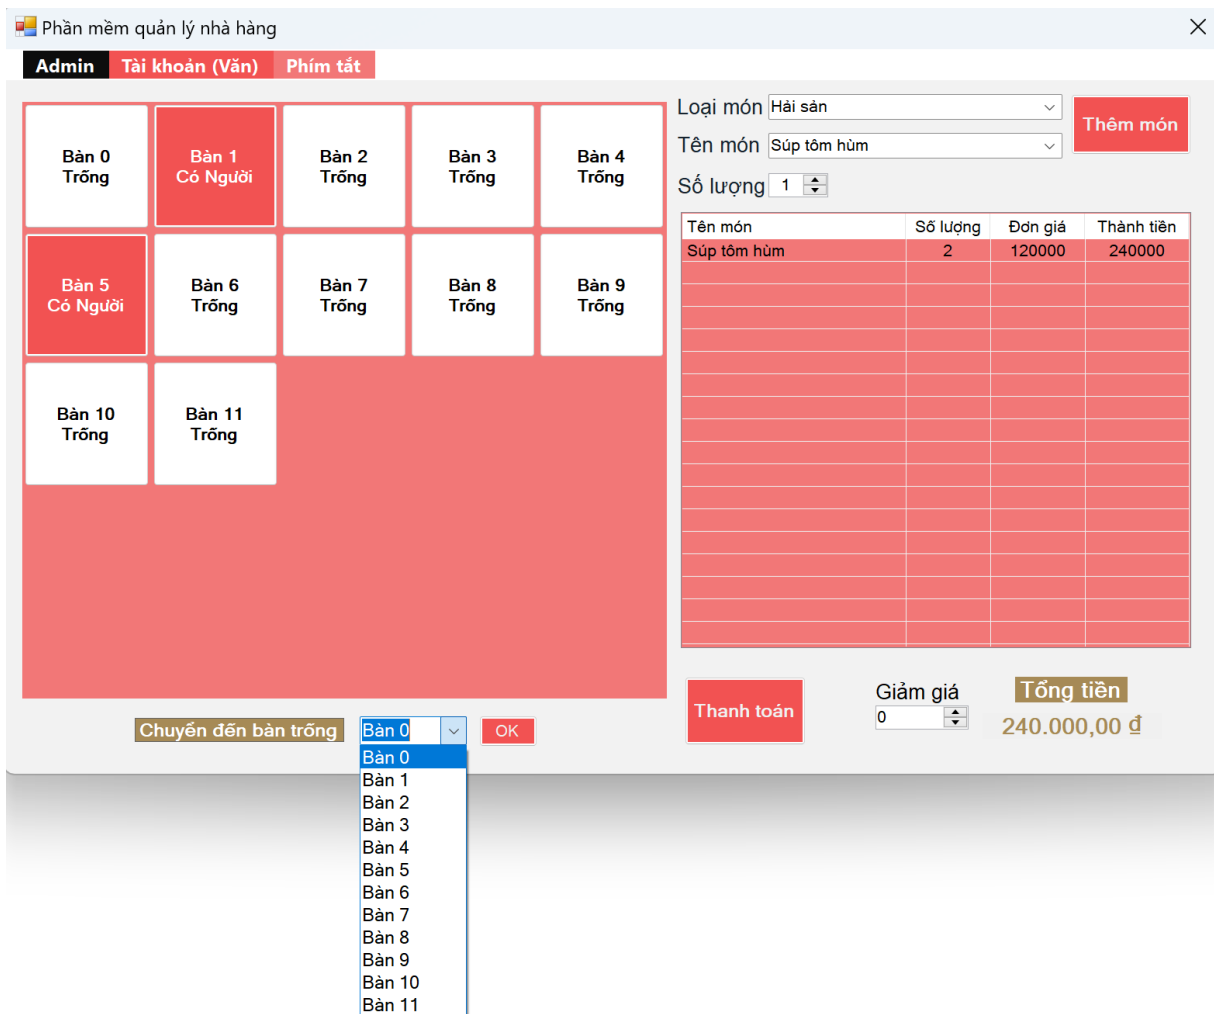 Phần mềm quản lý nhà hàng
Admin Tài khoản (Văn) Phím tắt
Bàn 0
Trống
Bàn 1
Có Người
Bàn 2
Trống
Bàn 3
Trống
Bàn 4
Trống
Bàn 5
Có Người
Bàn 6
Trống
Bàn 7
Trống
Bàn 8
Trống
Bàn 9
Trống
Bàn 10
Trống
Bàn 11
Trống
Loại món Hải sản
Thêm món
Tên món Súp tôm hùm
Số lượng 1
Tên món Số lượng Đơn giá Thành tiền
Súp tôm hùm 2 120000 240000
Thanh toán
Giảm giá
0
Tổng tiền
240.000,00 ₫
Chuyển đến bàn trống Bàn 0 OK
Bàn 0
Bàn 1
Bàn 2
Bàn 3
Bàn 4
Bàn 5
Bàn 6
Bàn 7
Bàn 8
Bàn 9
Bàn 10
Bàn 11